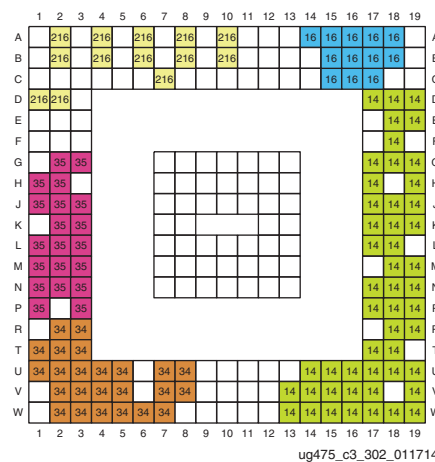 1 2 3 4 5 6 7 8 9 10 11 12 13 14 15 16 17 18 19
A 216 216 216 216 216 16 16 16 16 16 A
B 216 216 216 216 216 16 16 16 16 B
C 216 16 16 16 C
D 216 216 14 14 14 D
E 14 14 E
F 14 F
G 35 35 14 14 14 G
H 35 35 14 14 H
J 35 35 35 14 14 14 J
K 35 35 14 14 14 K
L 35 35 35 14 14 L
M 35 35 35 14 14 M
N 35 35 35 14 14 14 N
P 35 35 14 14 14 P
R 34 34 14 14 R
T 34 34 34 14 14 T
U 34 34 34 34 34 34 34 14 14 14 14 14 14 U
V 34 34 34 34 34 34 14 14 14 14 14 14 V
W 34 34 34 34 34 34 34 14 14 14 14 14 14 14 W
1 2 3 4 5 6 7 8 9 10 11 12 13 14 15 16 17 18 19
ug475_c3_302_011714